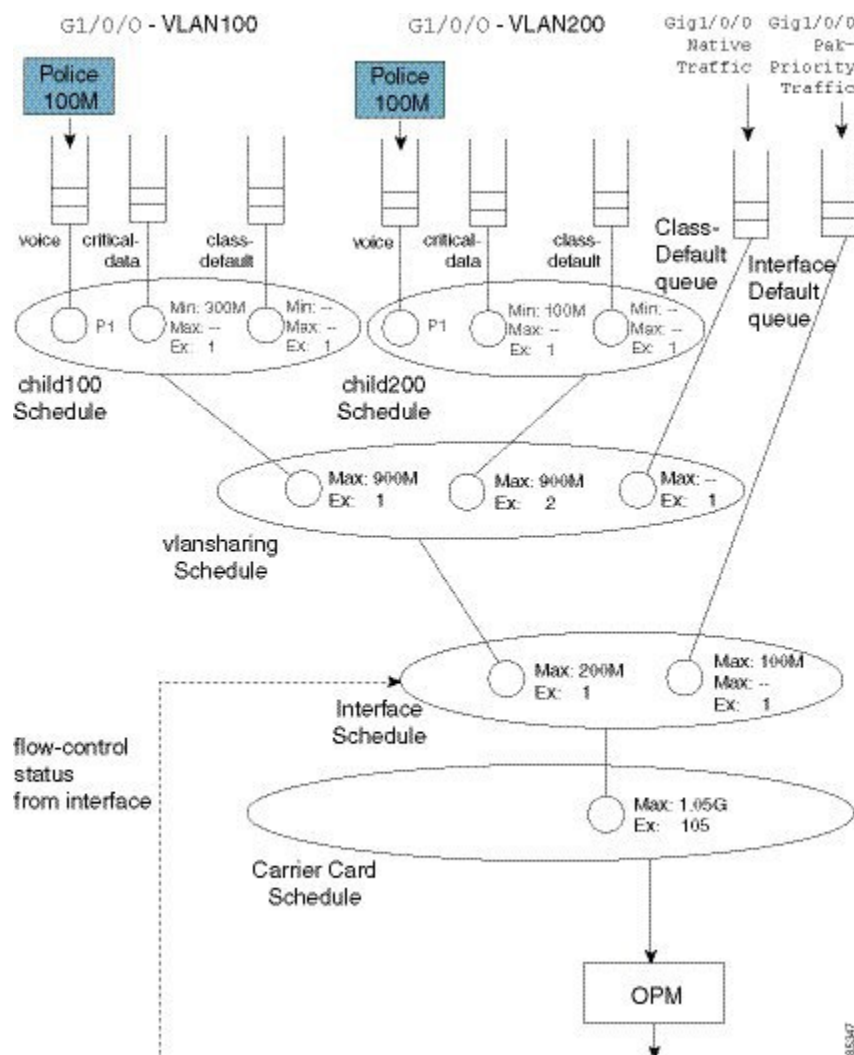 G1/0/0 - VLAN100
G1/0/0 - VLAN200
Gig1/0/0
Native
Traffic
Gig1/0/0
Pak-
Priority
Traffic
Police
100M
Police
100M
voice
critical-
data
class-
default
voice
critical-
data
class-
default
Class-
Default
queue
Interface
Default
queue
P1
Min: 300M
Max: --
Ex: 1
Min: --
Max: --
Ex: 1
P1
Min: 100M
Max: --
Ex: 1
Min: --
Max: --
Ex: 1
child100
Schedule
child200
Schedule
Max: 900M
Ex: 1
Max: 900M
Ex: 2
Max: --
Ex: 1
vlansharing
Schedule
Max: 200M
Ex: 1
Max: 100M
Max: --
Ex: 1
Interface
Schedule
flow-control
status
from interface
Max: 1.05G
Ex: 105
Carrier Card
Schedule
OPM